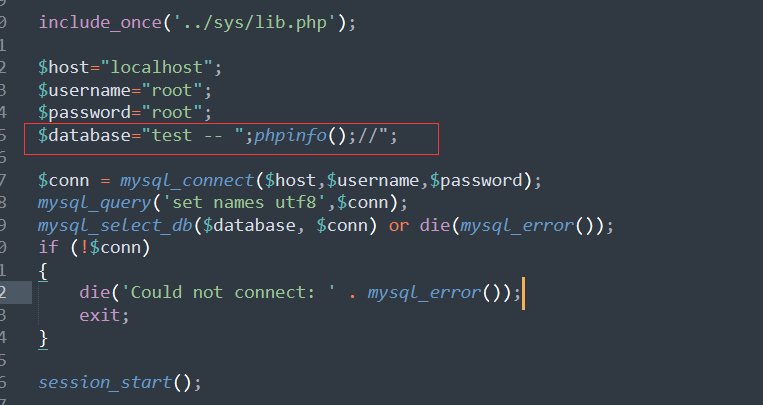 0 include_once('../sys/lib.php');
1
2 $host="localhost";
3 $username="root";
4 $password="root";
5 $database="test -- ";phpinfo();//";
6
7 $conn = mysql_connect($host,$username,$password);
8 mysql_query('set names utf8',$conn);
9 mysql_select_db($database, $conn) or die(mysql_error());
0 if (!$conn)
1 {
2     die('Could not connect: ' . mysql_error());
3     exit;
4 }
5
6 session_start();